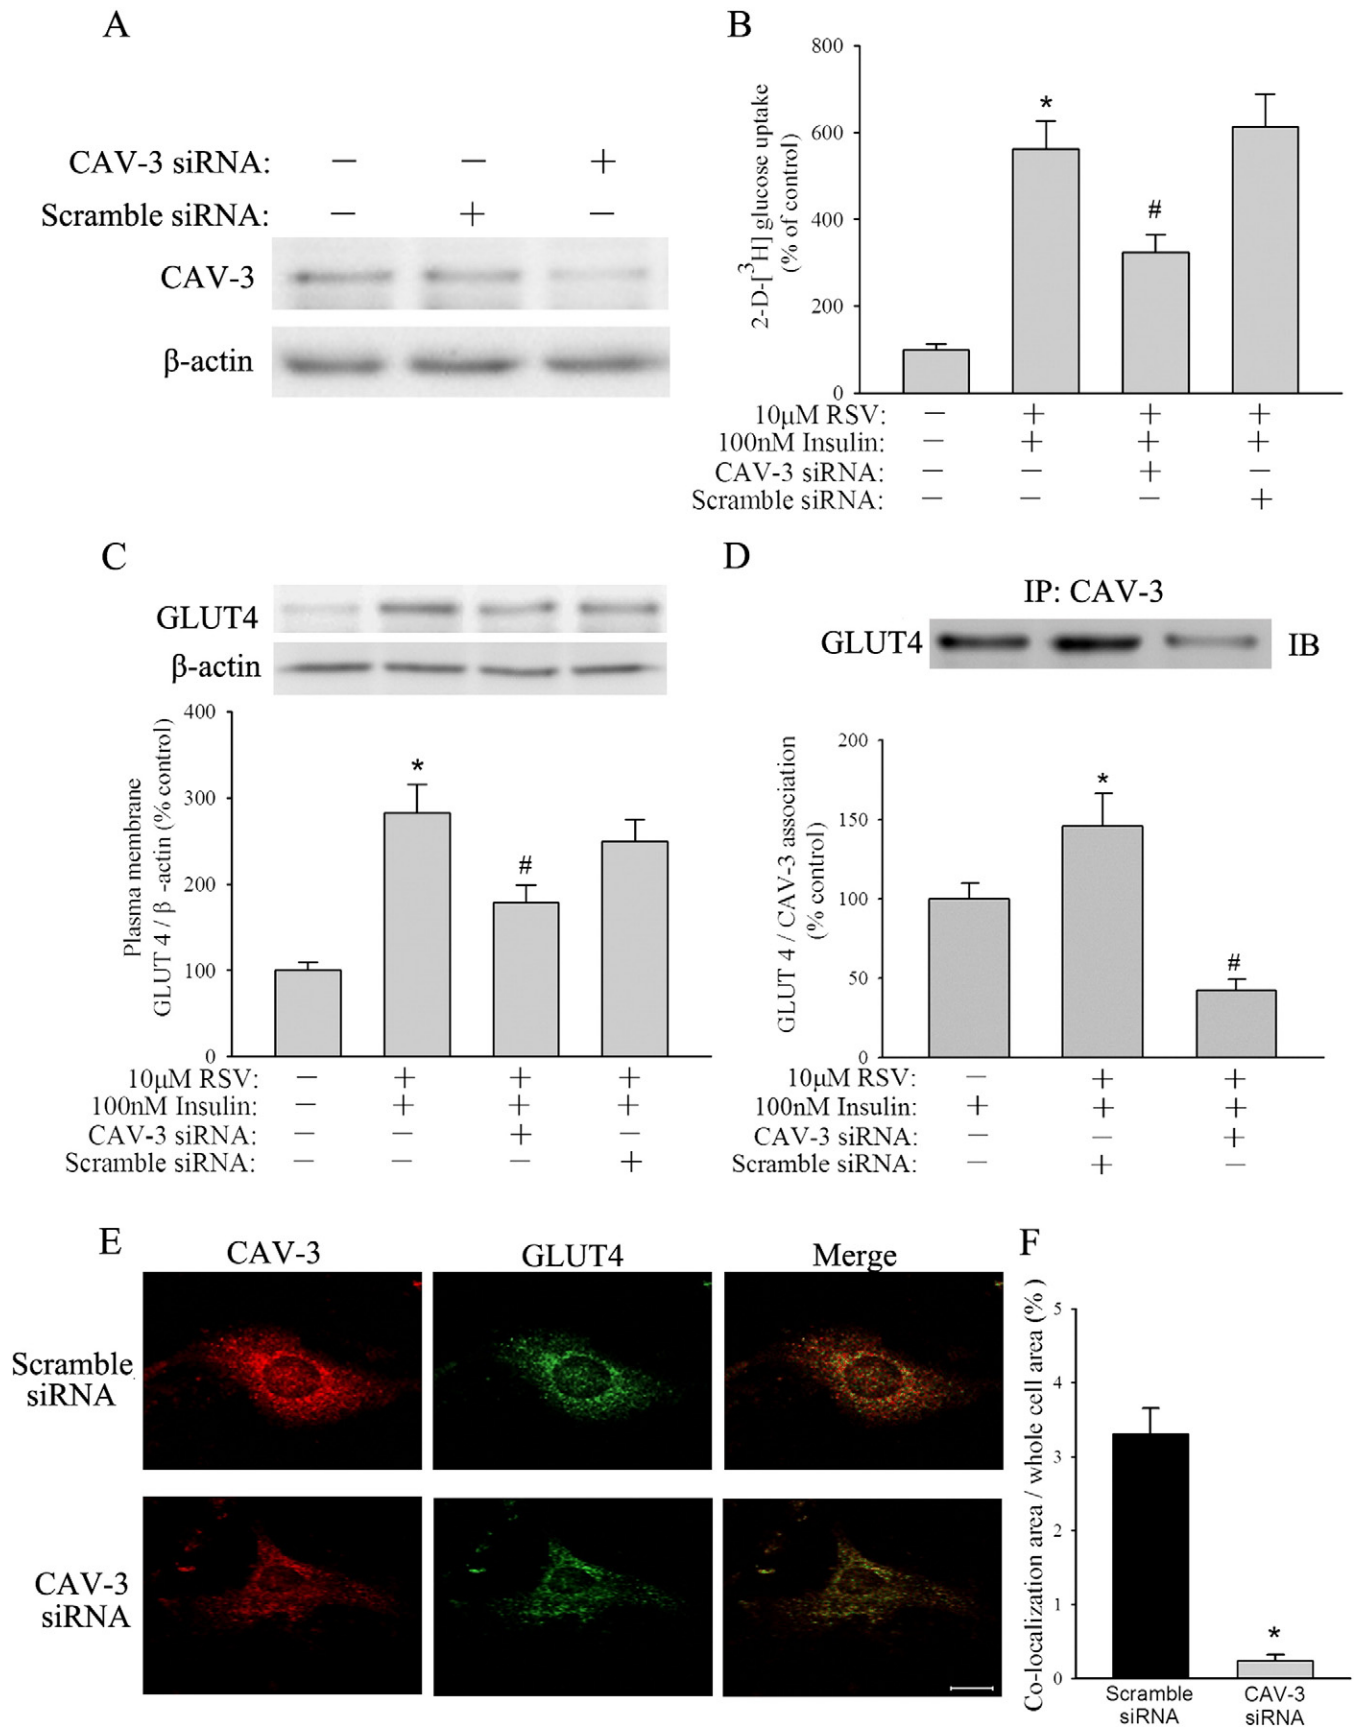 A
CAV-3 siRNA: − − +
Scramble siRNA: − + −
CAV-3
β-actin
B
2-D-[³H] glucose uptake
(% of control)
800
600
400
200
0
*
#
10μM RSV: − + + +
100nM Insulin: − + + +
CAV-3 siRNA: − − + −
Scramble siRNA: − − − +
C
GLUT4
β-actin
Plasma membrane
GLUT 4 / β -actin (% control)
400
300
200
100
0
*
#
10μM RSV: − + + +
100nM Insulin: − + + +
CAV-3 siRNA: − − + −
Scramble siRNA: − − − +
D
IP: CAV-3
GLUT4 IB
GLUT 4 / CAV-3 association
(% control)
200
150
100
50
0
*
#
10μM RSV: − + +
100nM Insulin: + + +
CAV-3 siRNA: − − +
Scramble siRNA: − + −
E
CAV-3 GLUT4 Merge
Scramble
siRNA
CAV-3
siRNA
F
Co-localization area / whole cell area (%)
5
4
3
2
1
0
*
Scramble
siRNA
CAV-3
siRNA